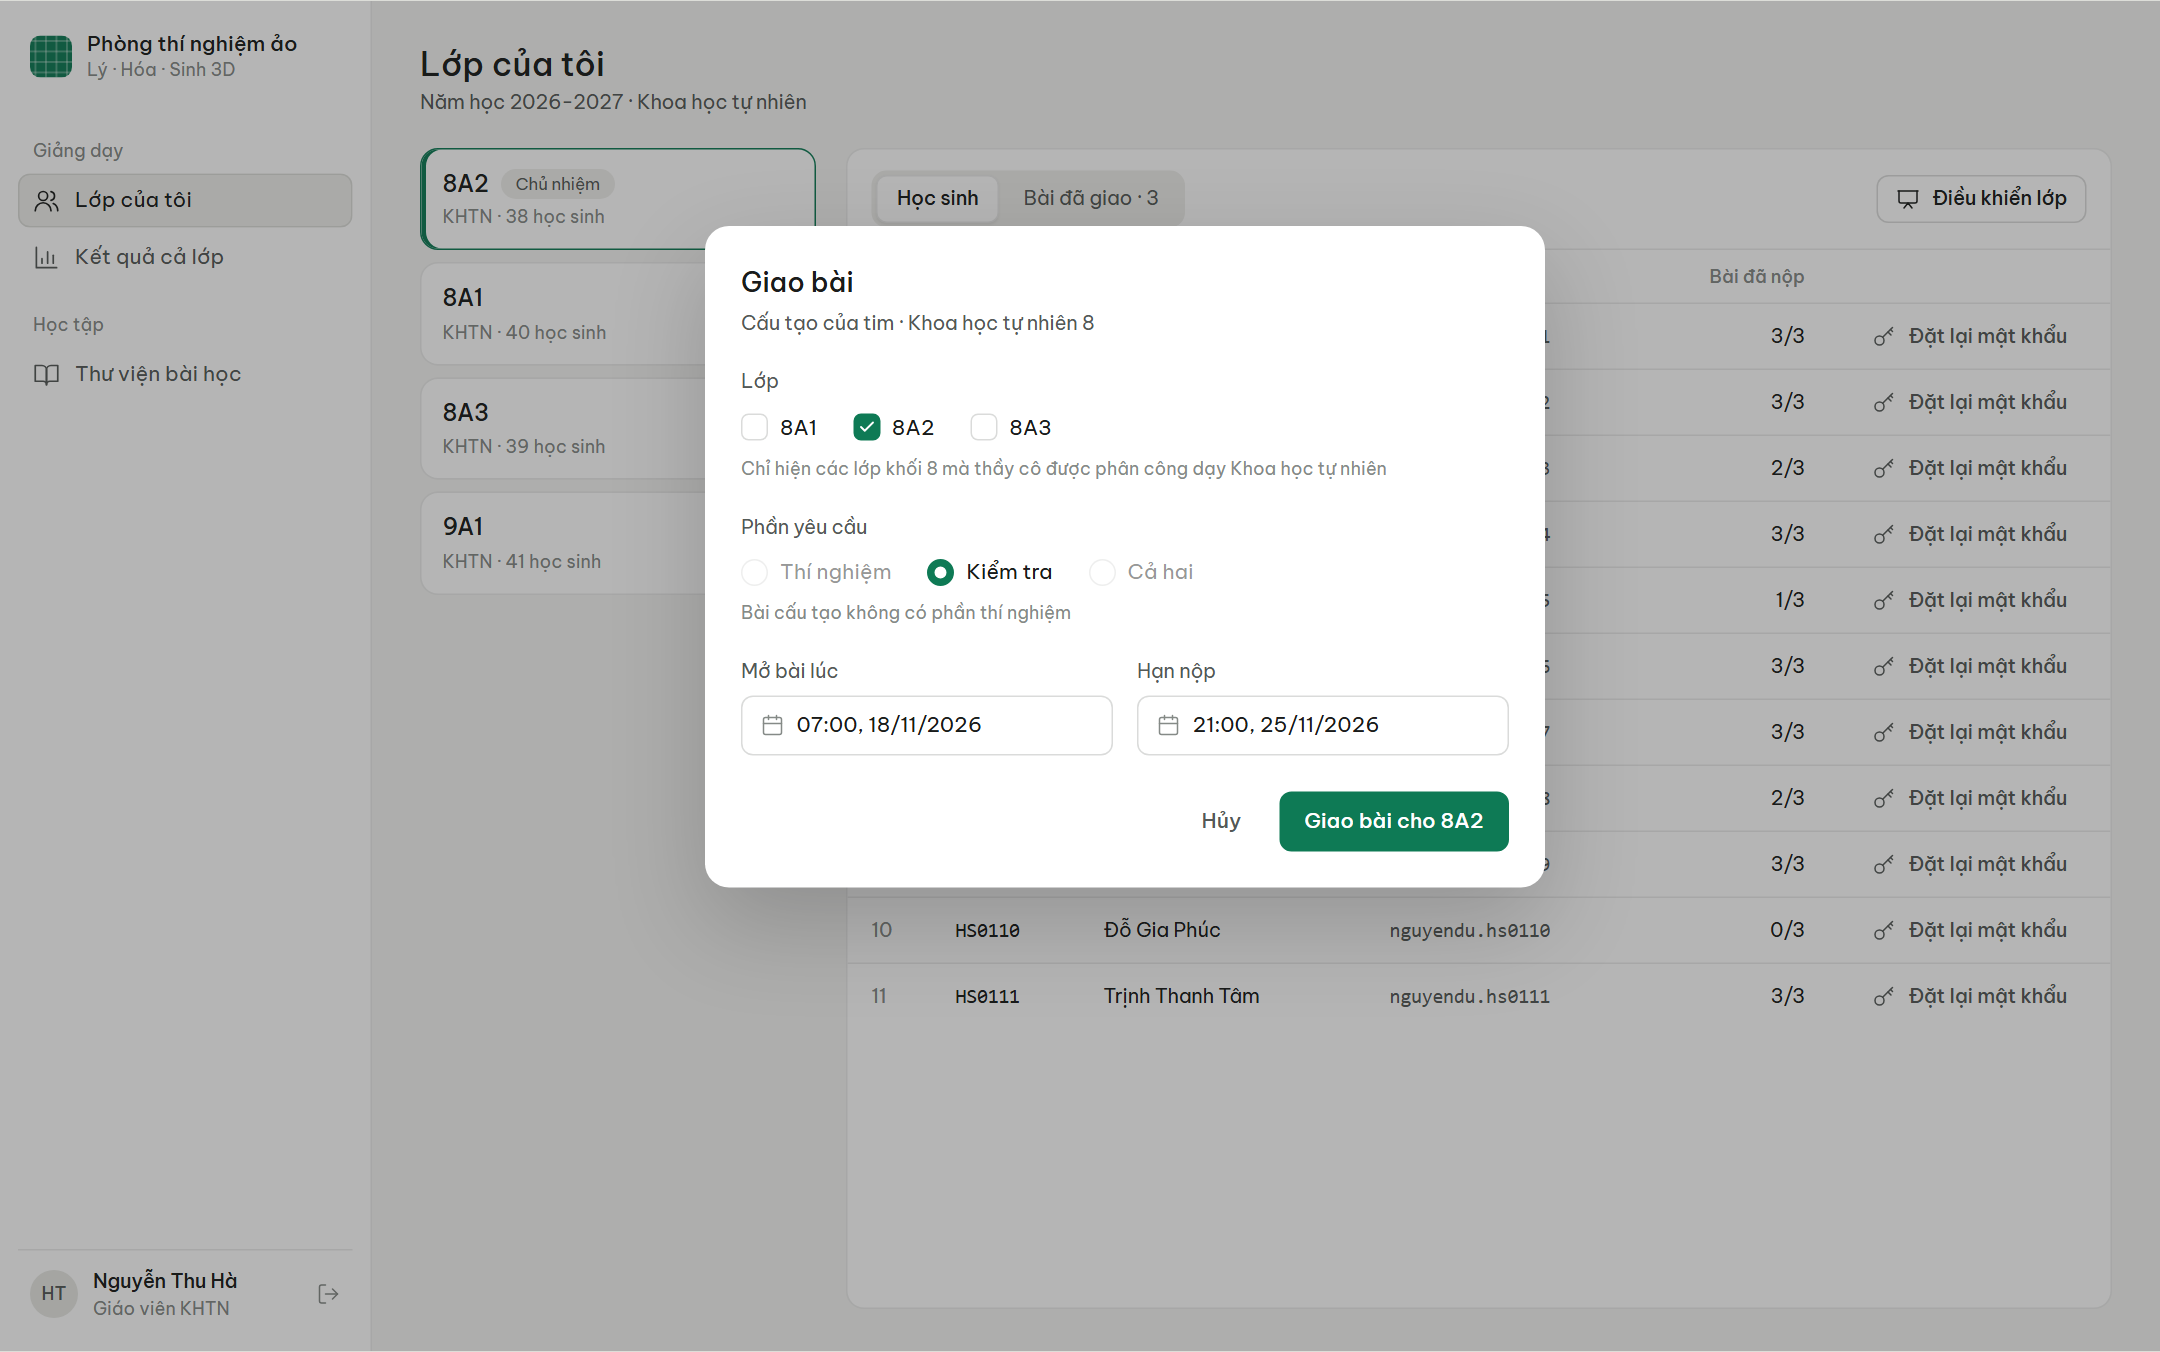 Phòng thí nghiệm ảo
Lý · Hóa · Sinh 3D
Giảng dạy
Lớp của tôi
Kết quả cả lớp
Học tập
Thư viện bài học
HT
Nguyễn Thu Hà
Giáo viên KHTN
Lớp của tôi
Năm học 2026-2027 · Khoa học tự nhiên
8A2 Chủ nhiệm
KHTN · 38 học sinh
8A1
KHTN · 40 học sinh
8A3
KHTN · 39 học sinh
9A1
KHTN · 41 học sinh
Học sinh Bài đã giao · 3 Điều khiển lớp
Bài đã nộp
3/3 Đặt lại mật khẩu
3/3 Đặt lại mật khẩu
2/3 Đặt lại mật khẩu
3/3 Đặt lại mật khẩu
1/3 Đặt lại mật khẩu
3/3 Đặt lại mật khẩu
3/3 Đặt lại mật khẩu
2/3 Đặt lại mật khẩu
3/3 Đặt lại mật khẩu
10 HS0110 Đỗ Gia Phúc nguyendu.hs0110 0/3 Đặt lại mật khẩu
11 HS0111 Trịnh Thanh Tâm nguyendu.hs0111 3/3 Đặt lại mật khẩu
Giao bài
Cấu tạo của tim · Khoa học tự nhiên 8
Lớp
8A1 8A2 8A3
Chỉ hiện các lớp khối 8 mà thầy cô được phân công dạy Khoa học tự nhiên
Phần yêu cầu
Thí nghiệm Kiểm tra Cả hai
Bài cấu tạo không có phần thí nghiệm
Mở bài lúc Hạn nộp
07:00, 18/11/2026 21:00, 25/11/2026
Hủy Giao bài cho 8A2